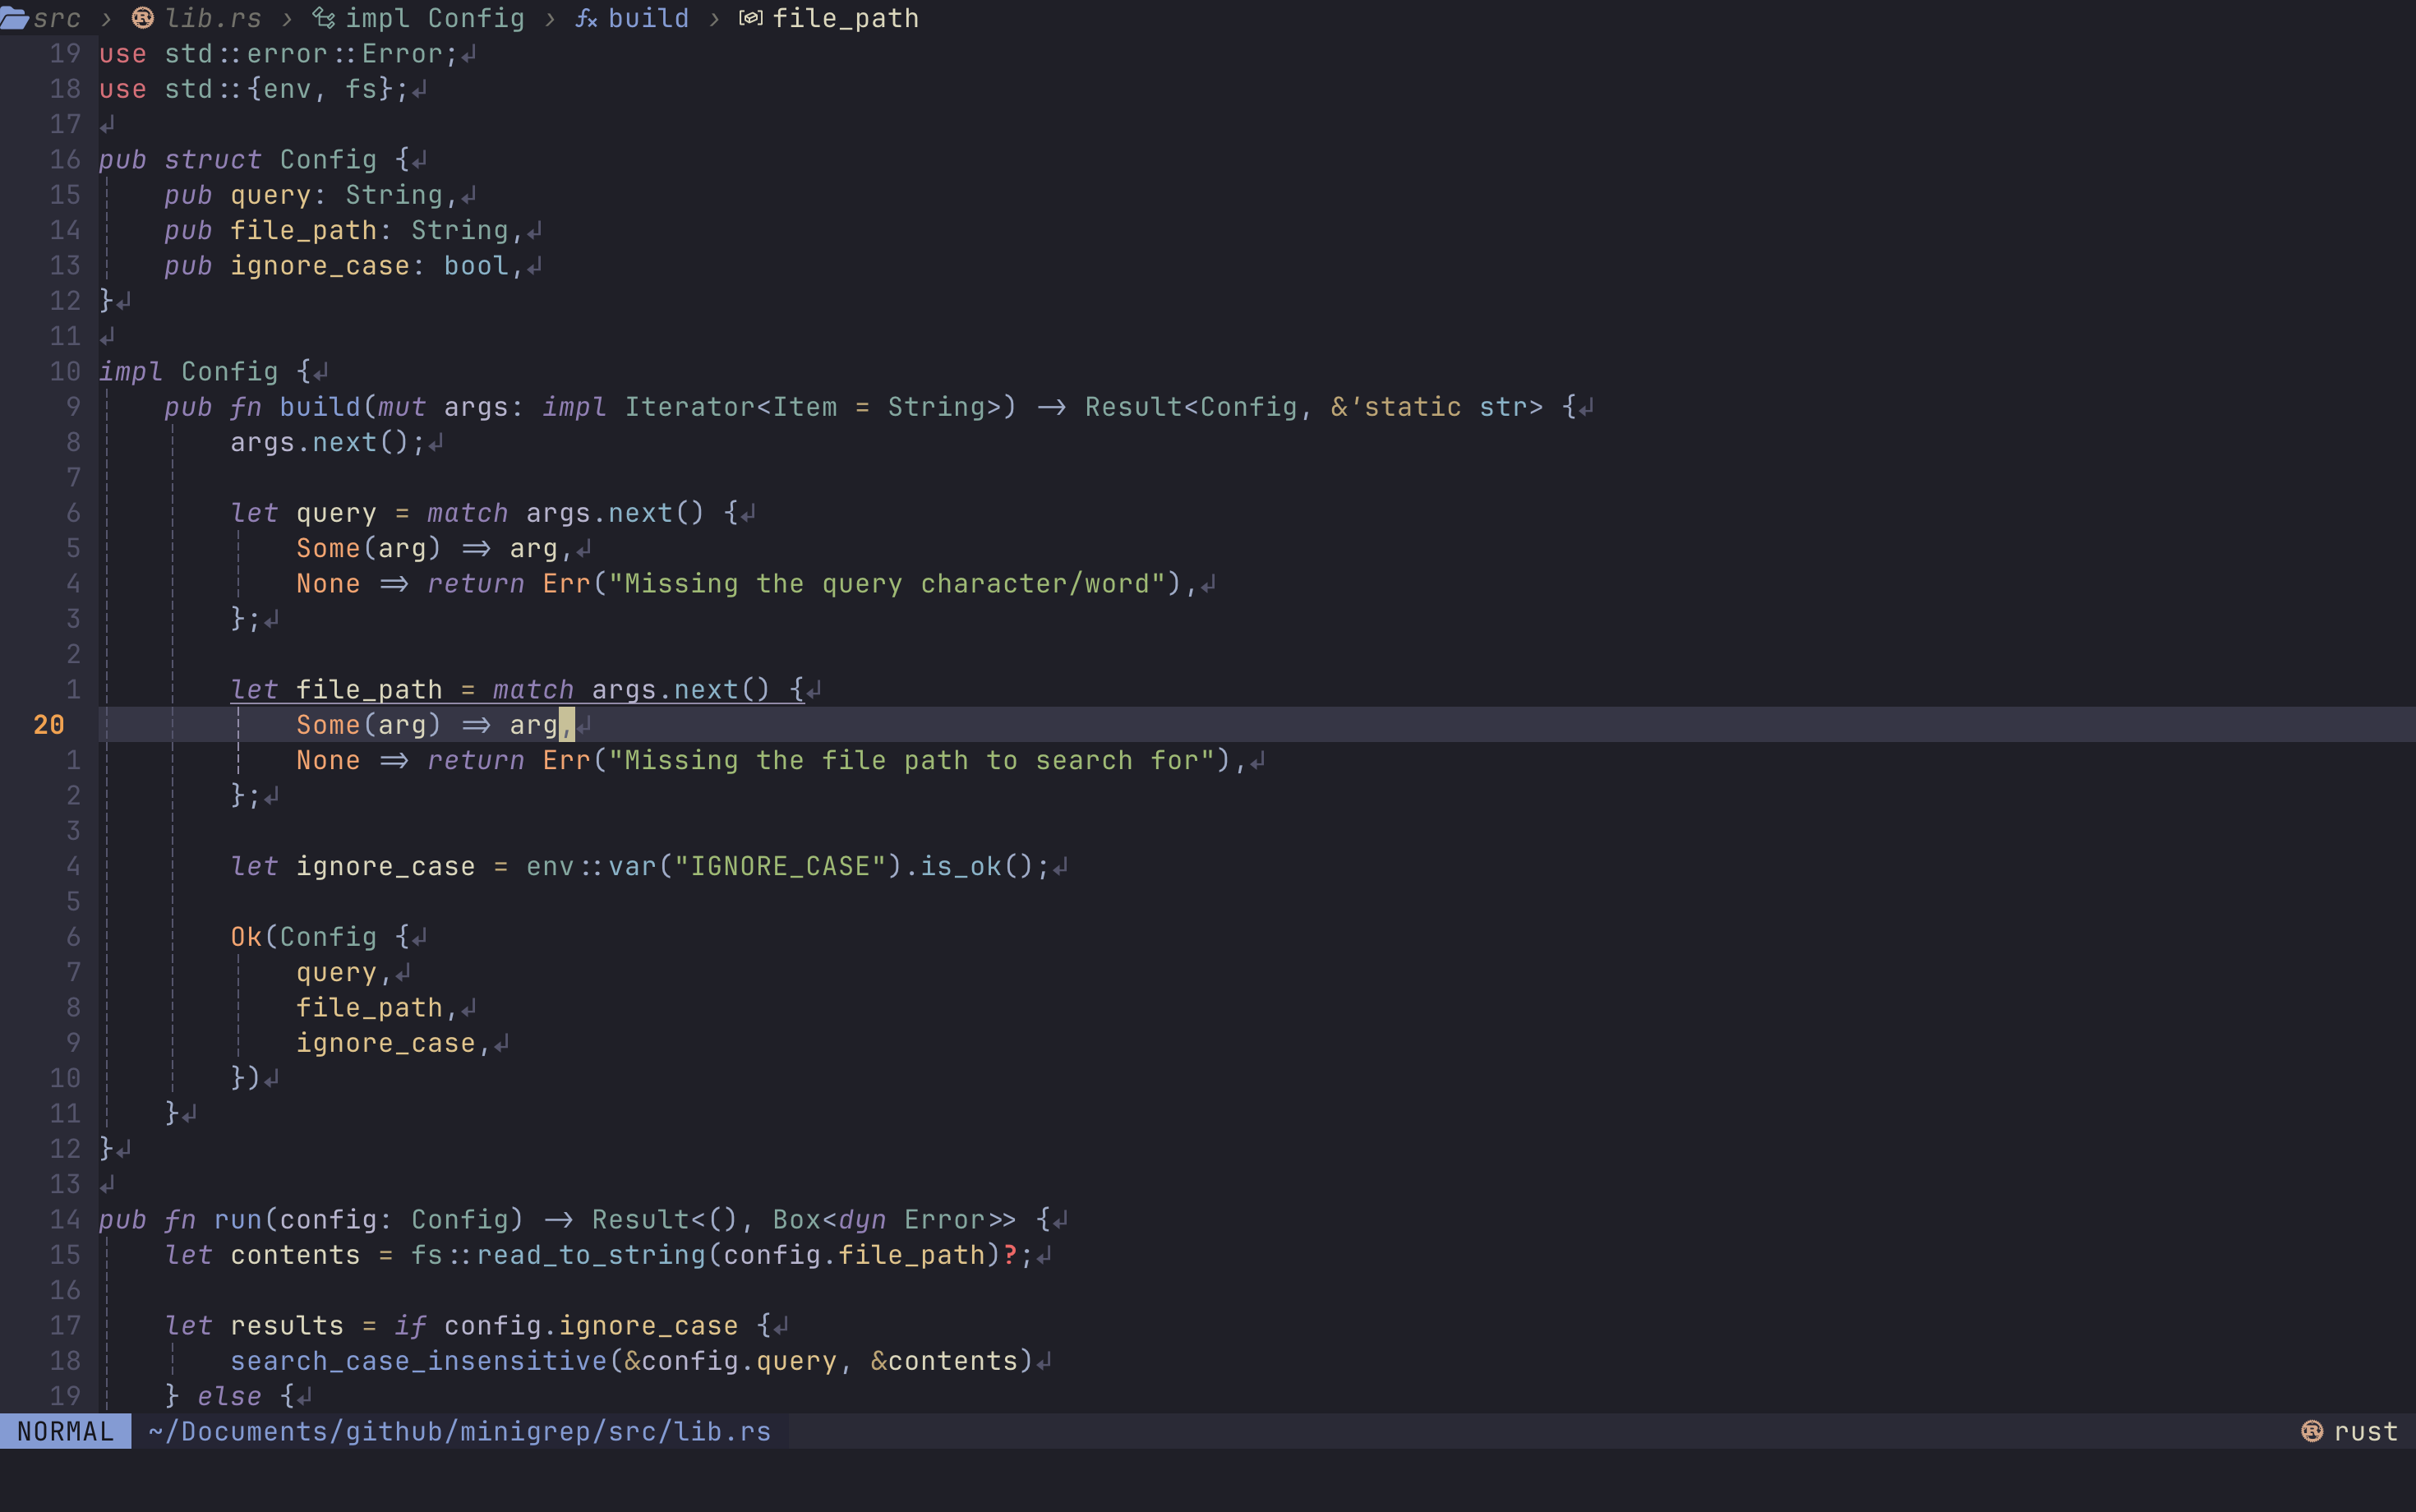 src › lib.rs › impl Config › fx build › file_path
19 use std::error::Error;↲
18 use std::{env, fs};↲
17 ↲
16 pub struct Config {↲
15     pub query: String,↲
14     pub file_path: String,↲
13     pub ignore_case: bool,↲
12 }↲
11 ↲
10 impl Config {↲
9     pub fn build(mut args: impl Iterator<Item = String>) -> Result<Config, &'static str> {↲
8         args.next();↲
7
6         let query = match args.next() {↲
5             Some(arg) => arg,↲
4             None => return Err("Missing the query character/word"),↲
3         };↲
2
1         let file_path = match args.next() {↲
20             Some(arg) => arg,↲
1             None => return Err("Missing the file path to search for"),↲
2         };↲
3
4         let ignore_case = env::var("IGNORE_CASE").is_ok();↲
5
6         Ok(Config {↲
7             query,↲
8             file_path,↲
9             ignore_case,↲
10         })↲
11     }↲
12 }↲
13 ↲
14 pub fn run(config: Config) -> Result<(), Box<dyn Error>> {↲
15     let contents = fs::read_to_string(config.file_path)?;↲
16
17     let results = if config.ignore_case {↲
18         search_case_insensitive(&config.query, &contents)↲
19     } else {↲
NORMAL ~/Documents/github/minigrep/src/lib.rs rust